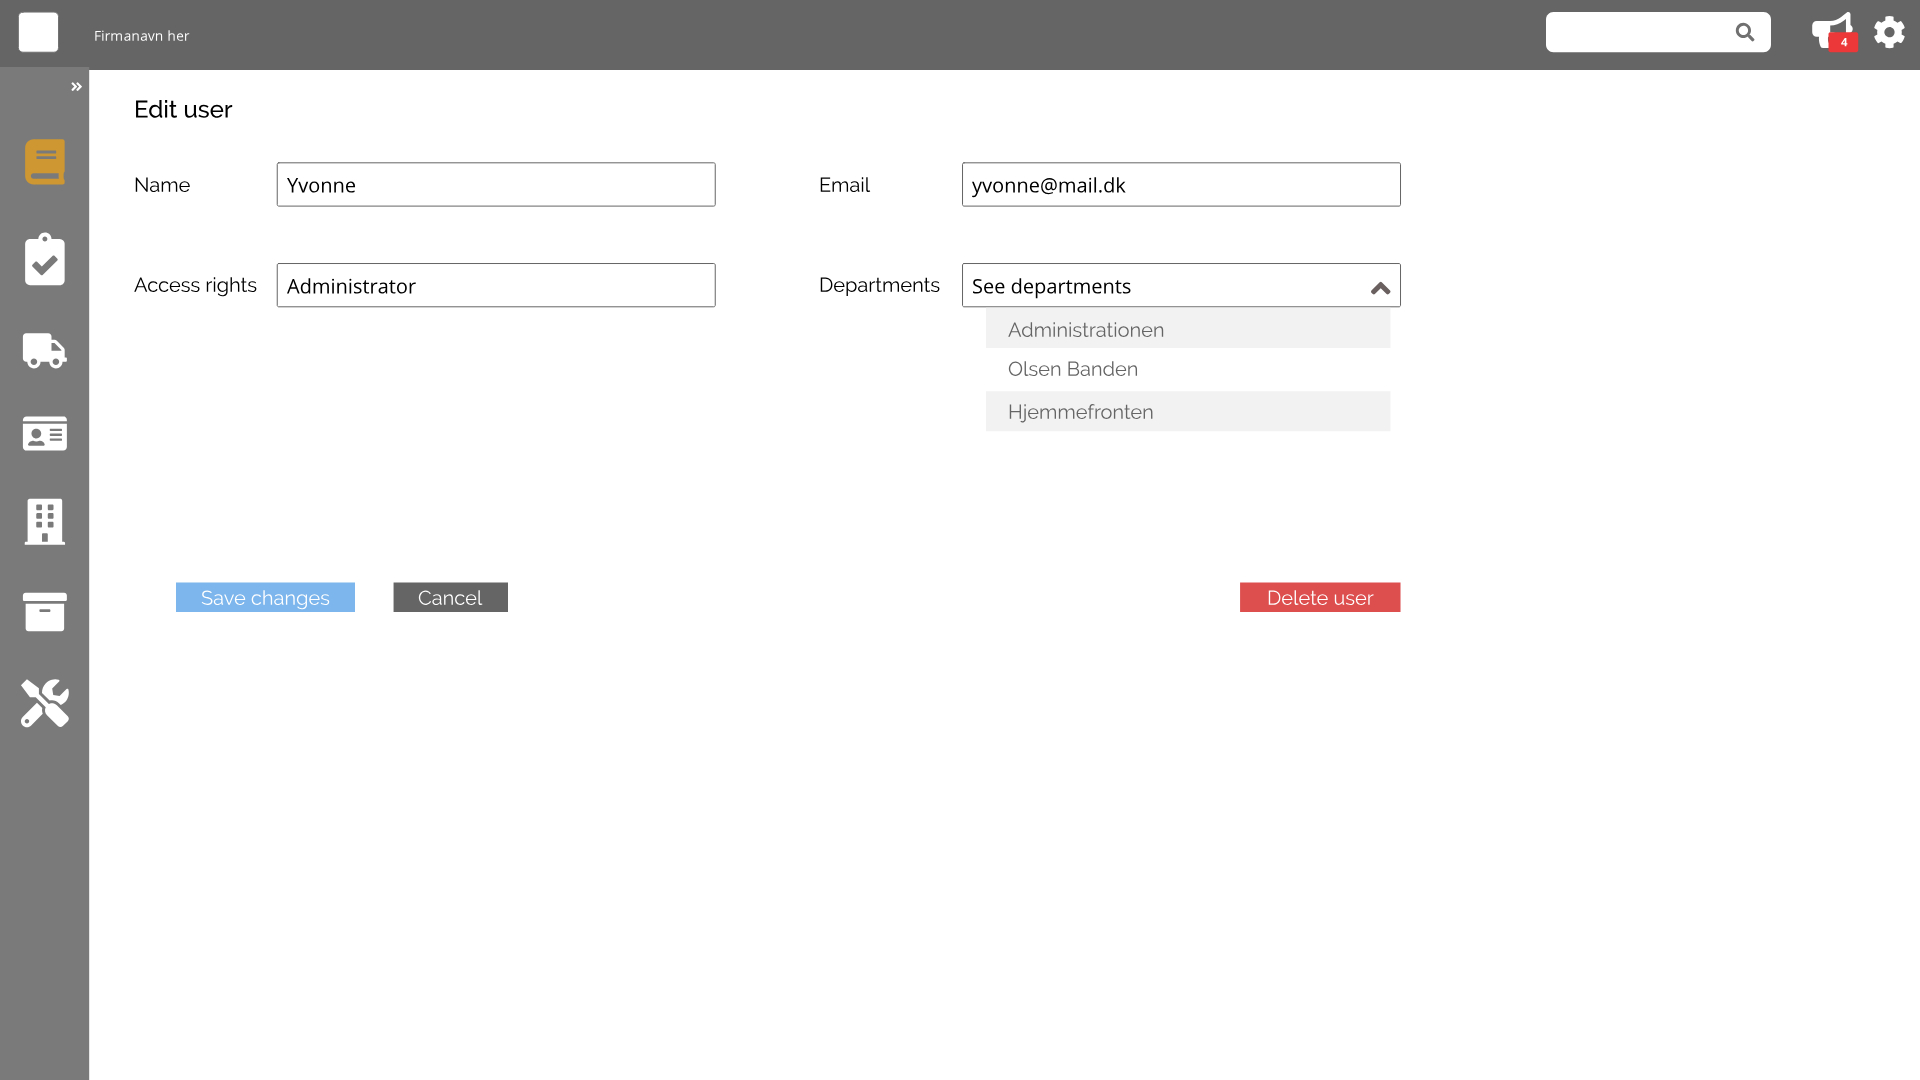 Firmanavn her
4
Edit user
Name Yvonne Email yvonne@mail.dk
Access rights Administrator Departments See departments
Administrationen
Olsen Banden
Hjemmefronten
Save changes Cancel Delete user